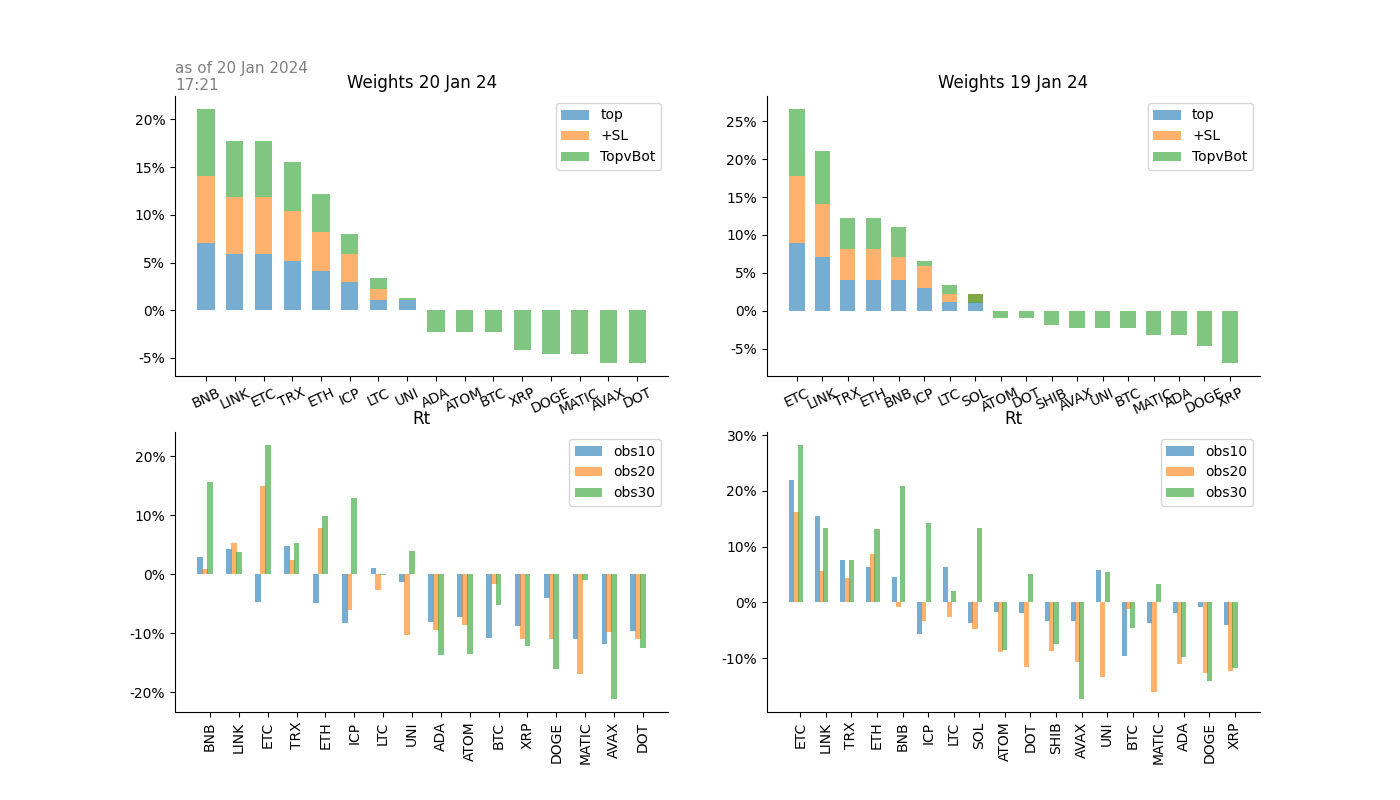 as of 20 Jan 2024
17:21
Weights 20 Jan 24
20%
15%
10%
5%
0%
-5%
top
+SL
TopvBot
BNB LINK ETC TRX ETH ICP LTC UNI ADA ATOM BTC XRP DOGE MATIC AVAX DOT
Weights 19 Jan 24
25%
20%
15%
10%
5%
0%
-5%
top
+SL
TopvBot
ETC LINK TRX ETH BNB ICP LTC SOL ATOM DOT SHIB AVAX UNI BTC MATIC ADA DOGE XRP
Rt
20%
10%
0%
-10%
-20%
obs10
obs20
obs30
BNB LINK ETC TRX ETH ICP LTC UNI ADA ATOM BTC XRP DOGE MATIC AVAX DOT
Rt
30%
20%
10%
0%
-10%
obs10
obs20
obs30
ETC LINK TRX ETH BNB ICP LTC SOL ATOM DOT SHIB AVAX UNI BTC MATIC ADA DOGE XRP